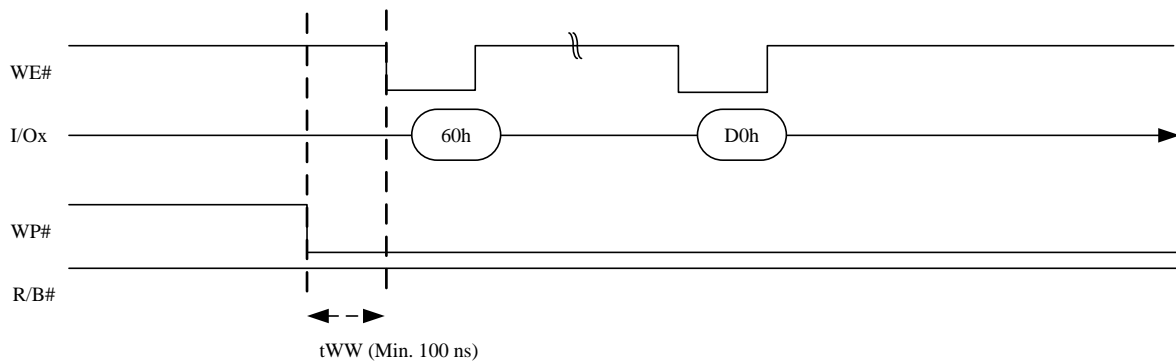 WE#
I/Ox
60h
D0h
WP#
R/B#
tWW (Min. 100 ns)